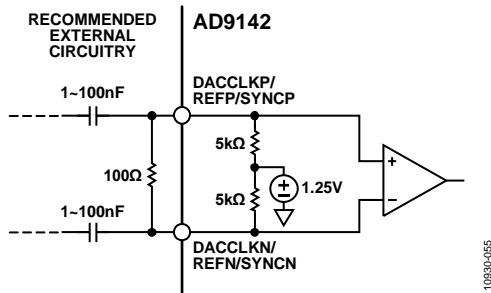 RECOMMENDED
EXTERNAL
CIRCUITRY
AD9142
1~100nF
DACCLKP/
REFP/SYNCP
5kΩ
100Ω
+
–
1.25V
5kΩ
+
–
1~100nF
DACCLKN/
REFN/SYNCN
10930-055